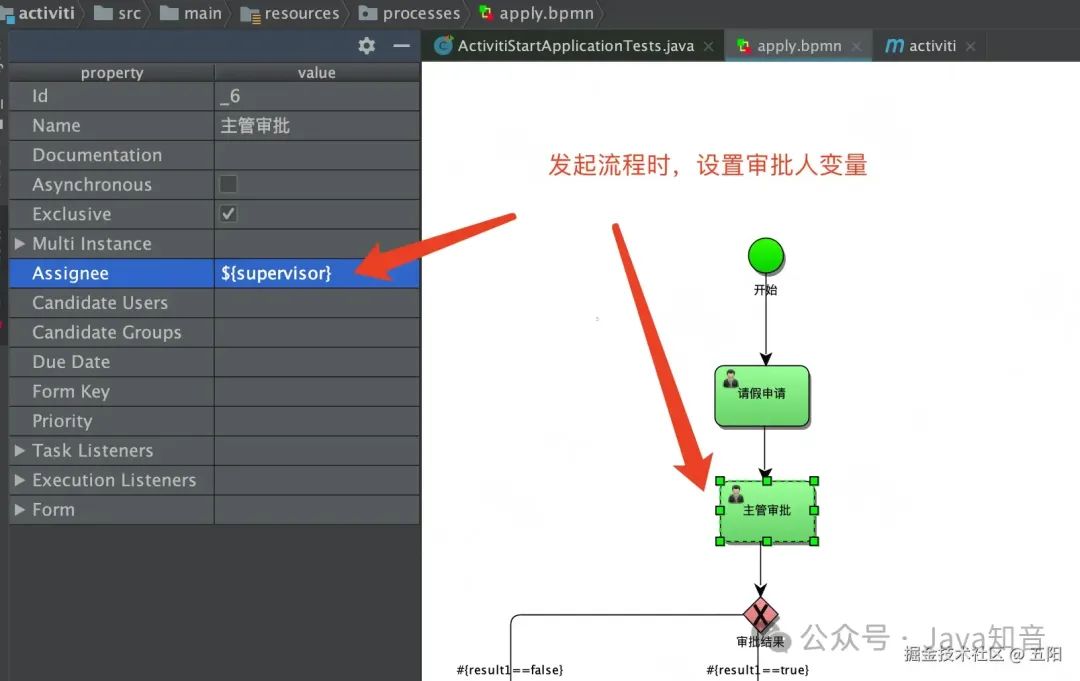 activiti
src
main
resources
processes
apply.bpmn
ActivitiStartApplicationTests.java
apply.bpmn
activiti
property value
Id _6
Name 主管审批
Documentation
Asynchronous
Exclusive
Multi Instance
Assignee ${supervisor}
Candidate Users
Candidate Groups
Due Date
Form Key
Priority
Task Listeners
Execution Listeners
Form
发起流程时，设置审批人变量
开始
请假申请
主管审批
审批结果
#{result1==false}
#{result1==true}
公众号 · Java知音
掘金技术社区 @ 五阳